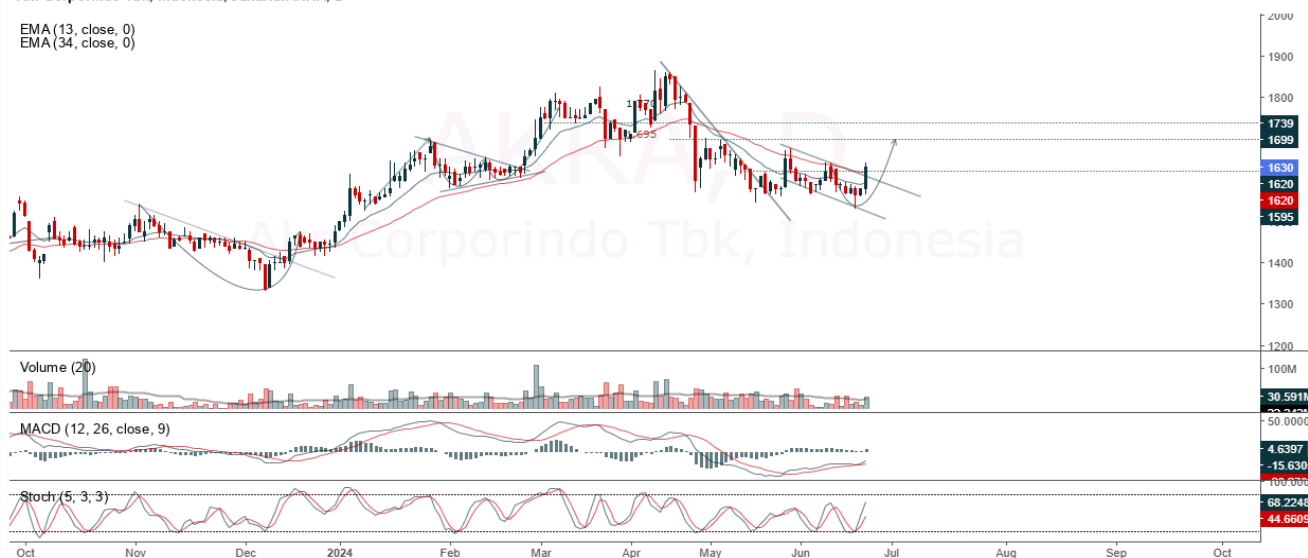 EMA (13, close, 0)
EMA (34, close, 0)
2000
1900
1800
1739
1699
1630
1620
1620
1595
1400
1300
1200
1695
AKRA, D
Akr Corporindo Tbk, Indonesia
Volume (20)
100M
30.591M
MACD (12, 26, close, 9)
50.0000
4.6397
-15.630
Stoch (5, 3, 3)
68.2248
44.6609
Oct
Nov
Dec
2024
Feb
Mar
Apr
May
Jun
Jul
Aug
Sep
Oct